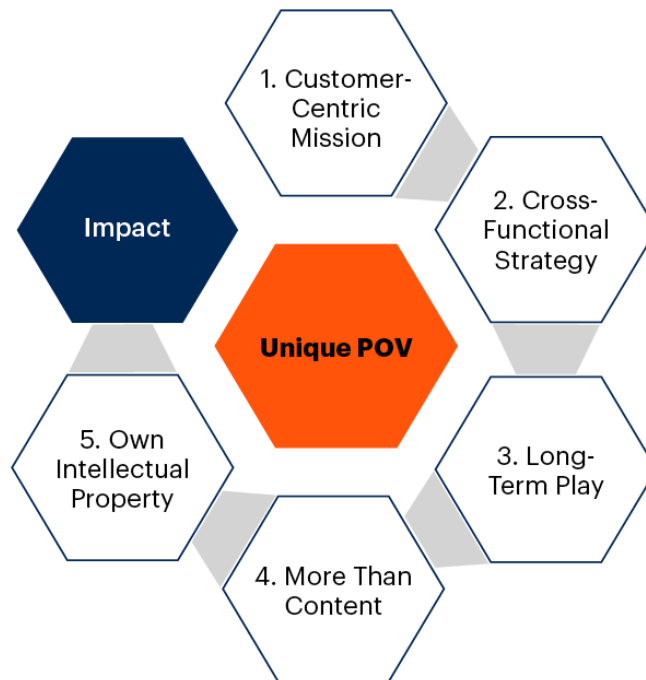 1. Customer-
Centric
Mission
2. Cross-
Functional
Strategy
3. Long-
Term Play
4. More Than
Content
5. Own
Intellectual
Property
Impact
Unique POV